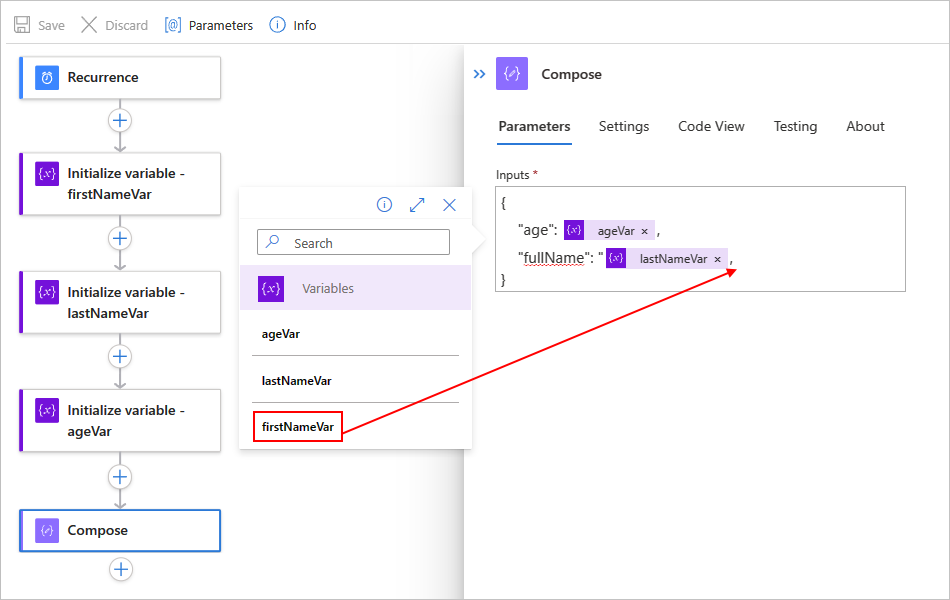 Save Discard Parameters Info
Recurrence
Initialize variable -
firstNameVar
Initialize variable -
lastNameVar
Initialize variable -
ageVar
Compose
Search
{x} Variables
ageVar
lastNameVar
firstNameVar
Compose
Parameters Settings Code View Testing About
Inputs *
{
"age": {x} ageVar × ,
"fullName": " {x} lastNameVar × ,
}